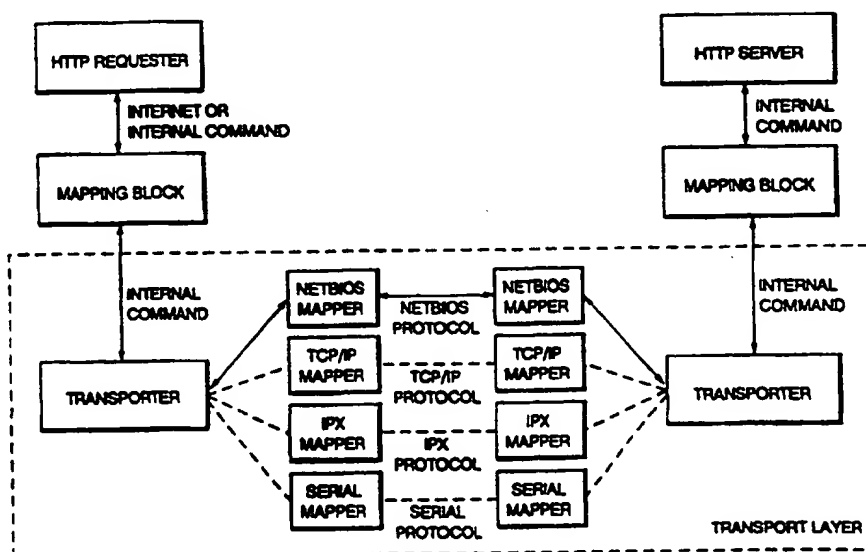 HTTP REQUESTER
HTTP SERVER
INTERNET OR
INTERNAL COMMAND
INTERNAL
COMMAND
MAPPING BLOCK
MAPPING BLOCK
INTERNAL
COMMAND
INTERNAL
COMMAND
NETBIOS
MAPPER
NETBIOS
PROTOCOL
NETBIOS
MAPPER
TRANSPORTER
TCP/IP
MAPPER
TCP/IP
PROTOCOL
TCP/IP
MAPPER
TRANSPORTER
IPX
MAPPER
IPX
PROTOCOL
IPX
MAPPER
SERIAL
MAPPER
SERIAL
PROTOCOL
SERIAL
MAPPER
TRANSPORT LAYER